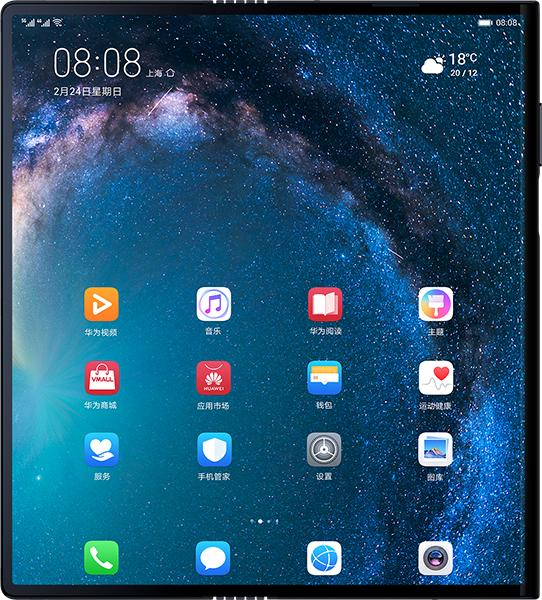 5G 4G 08:08
08:08 上海
2月24日星期日
18°C
20 / 12
华为视频 音乐 华为阅读 主题
VMALL HUAWEI
华为商城 应用市场 钱包 运动健康
服务 手机管家 设置 图库